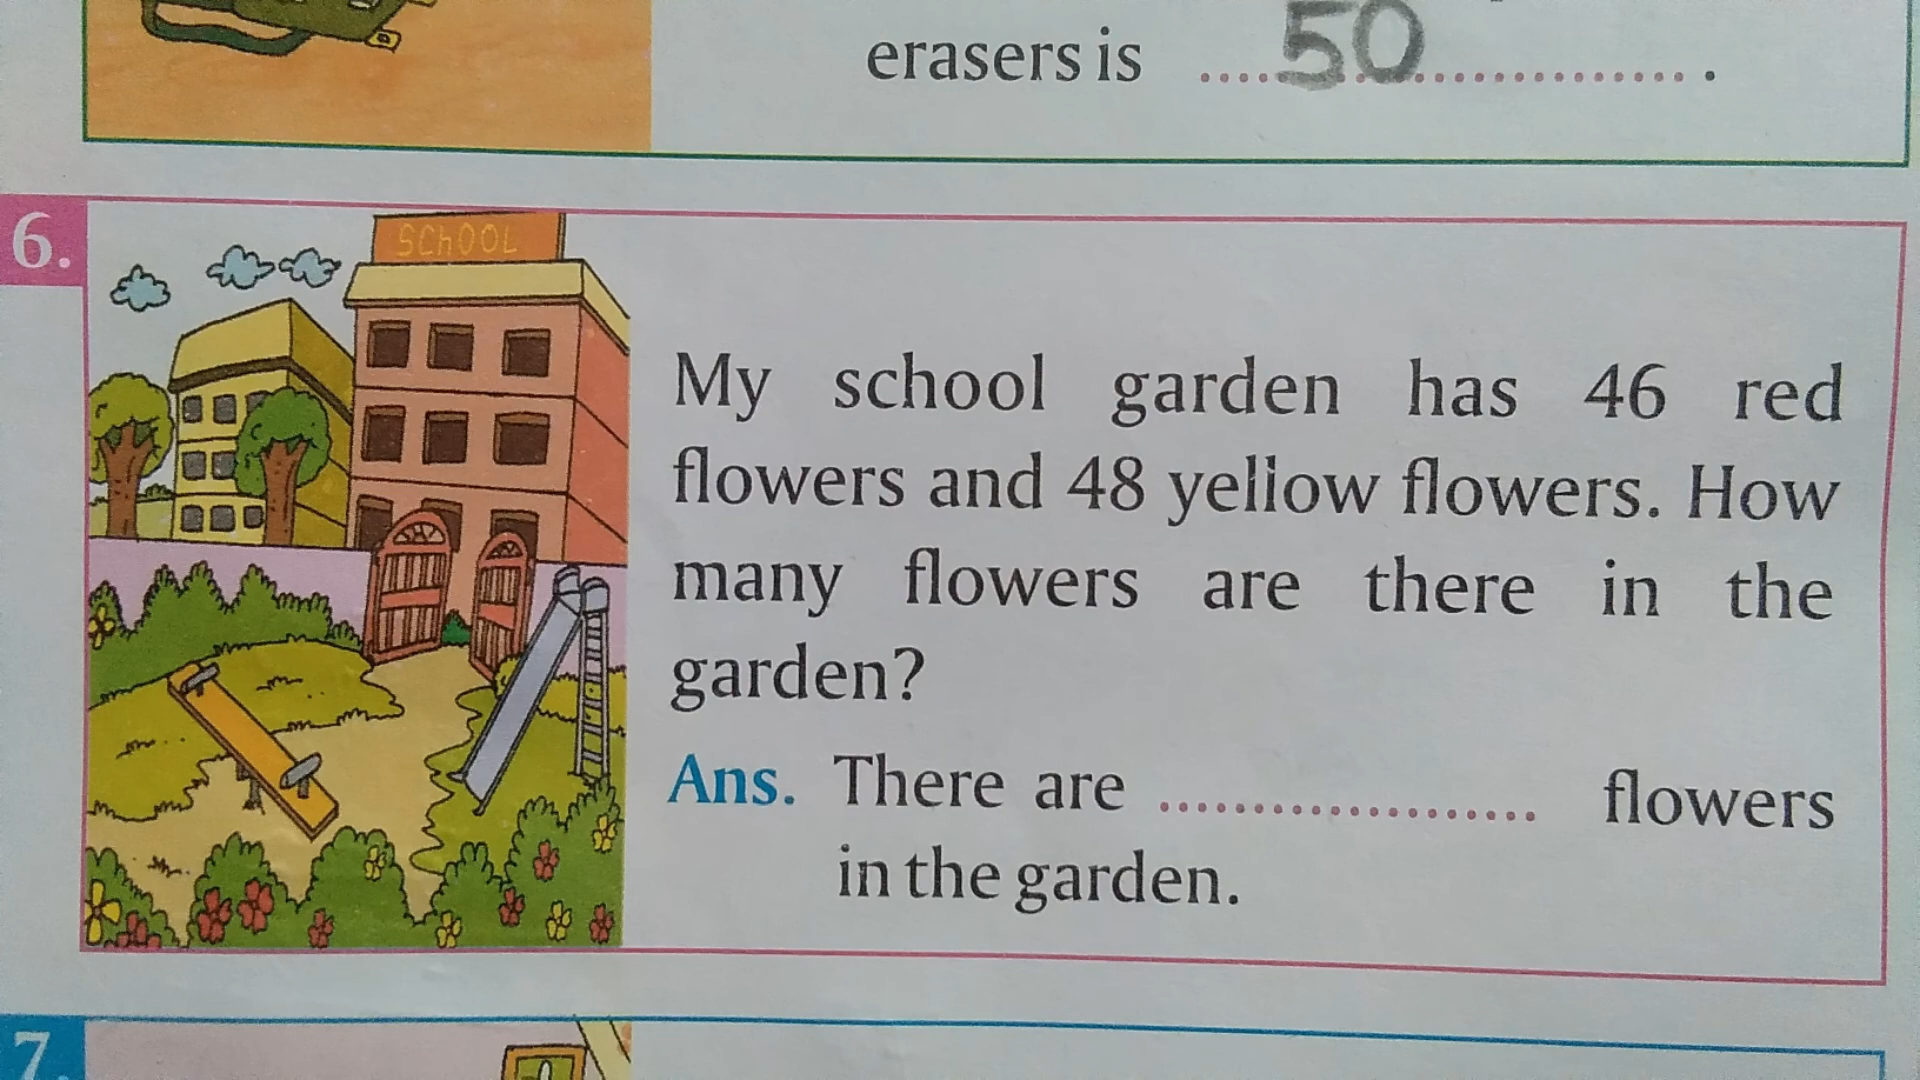 erasers is 50 .
6.
SChOOL
My school garden has 46 red
flowers and 48 yellow flowers. How
many flowers are there in the
garden?
Ans. There are .................... flowers
in the garden.
7.